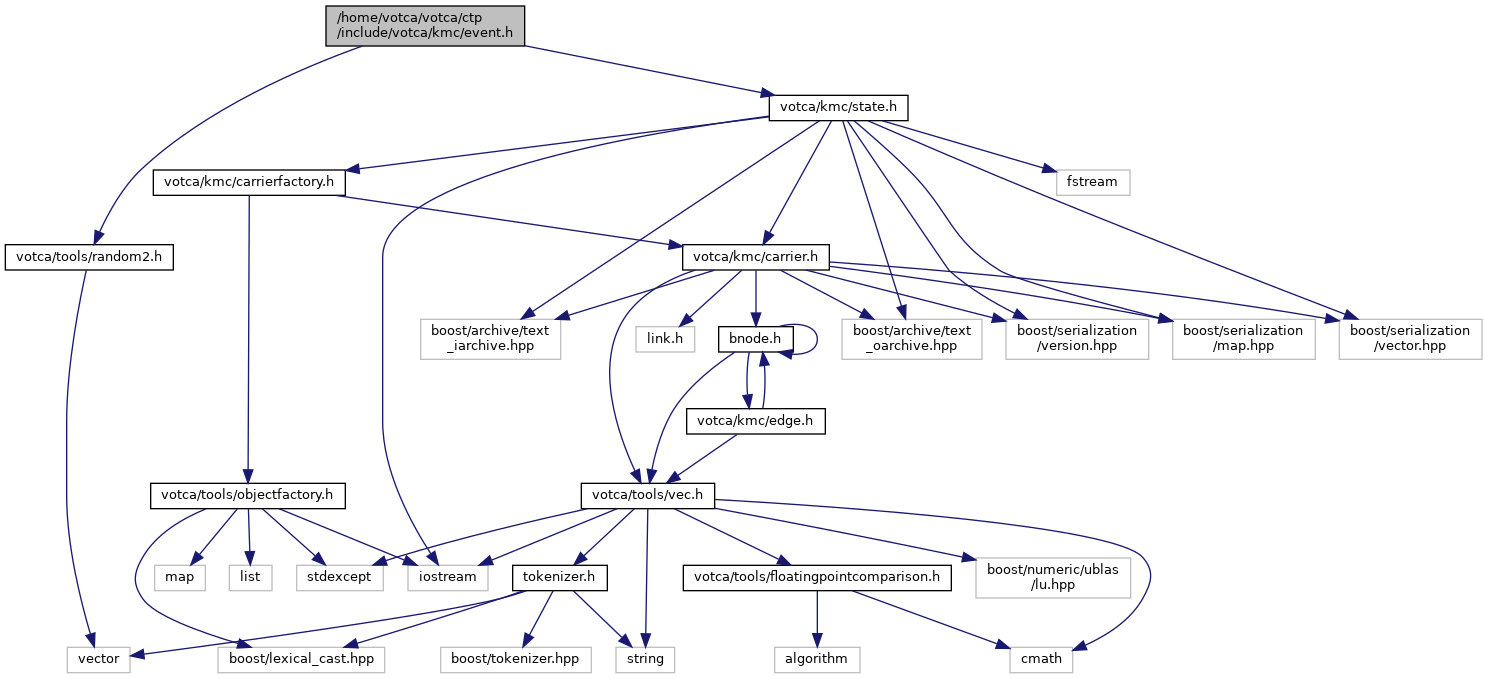 /home/votca/votca/ctp
/include/votca/kmc/event.h
votca/kmc/state.h
votca/kmc/carrierfactory.h
fstream
votca/tools/random2.h
votca/kmc/carrier.h
boost/archive/text
_iarchive.hpp
link.h
bnode.h
boost/archive/text
_oarchive.hpp
boost/serialization
/version.hpp
boost/serialization
/map.hpp
boost/serialization
/vector.hpp
votca/kmc/edge.h
votca/tools/objectfactory.h
votca/tools/vec.h
map
list
stdexcept
iostream
tokenizer.h
votca/tools/floatingpointcomparison.h
boost/numeric/ublas
/lu.hpp
vector
boost/lexical_cast.hpp
boost/tokenizer.hpp
string
algorithm
cmath